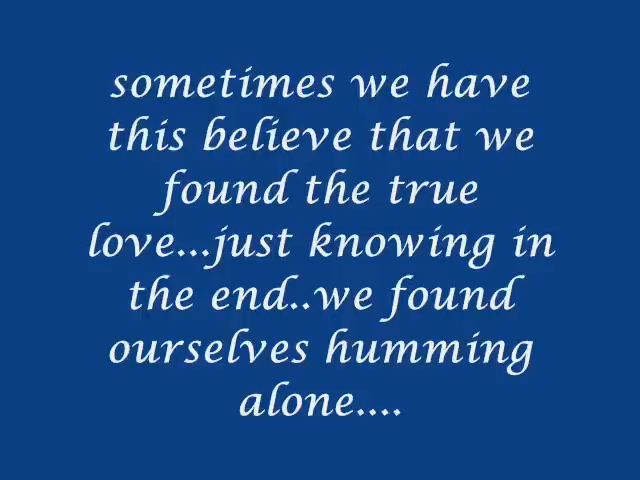 sometimes we have
this believe that we
found the true
love...just knowing in
the end..we found
ourselves humming
alone....